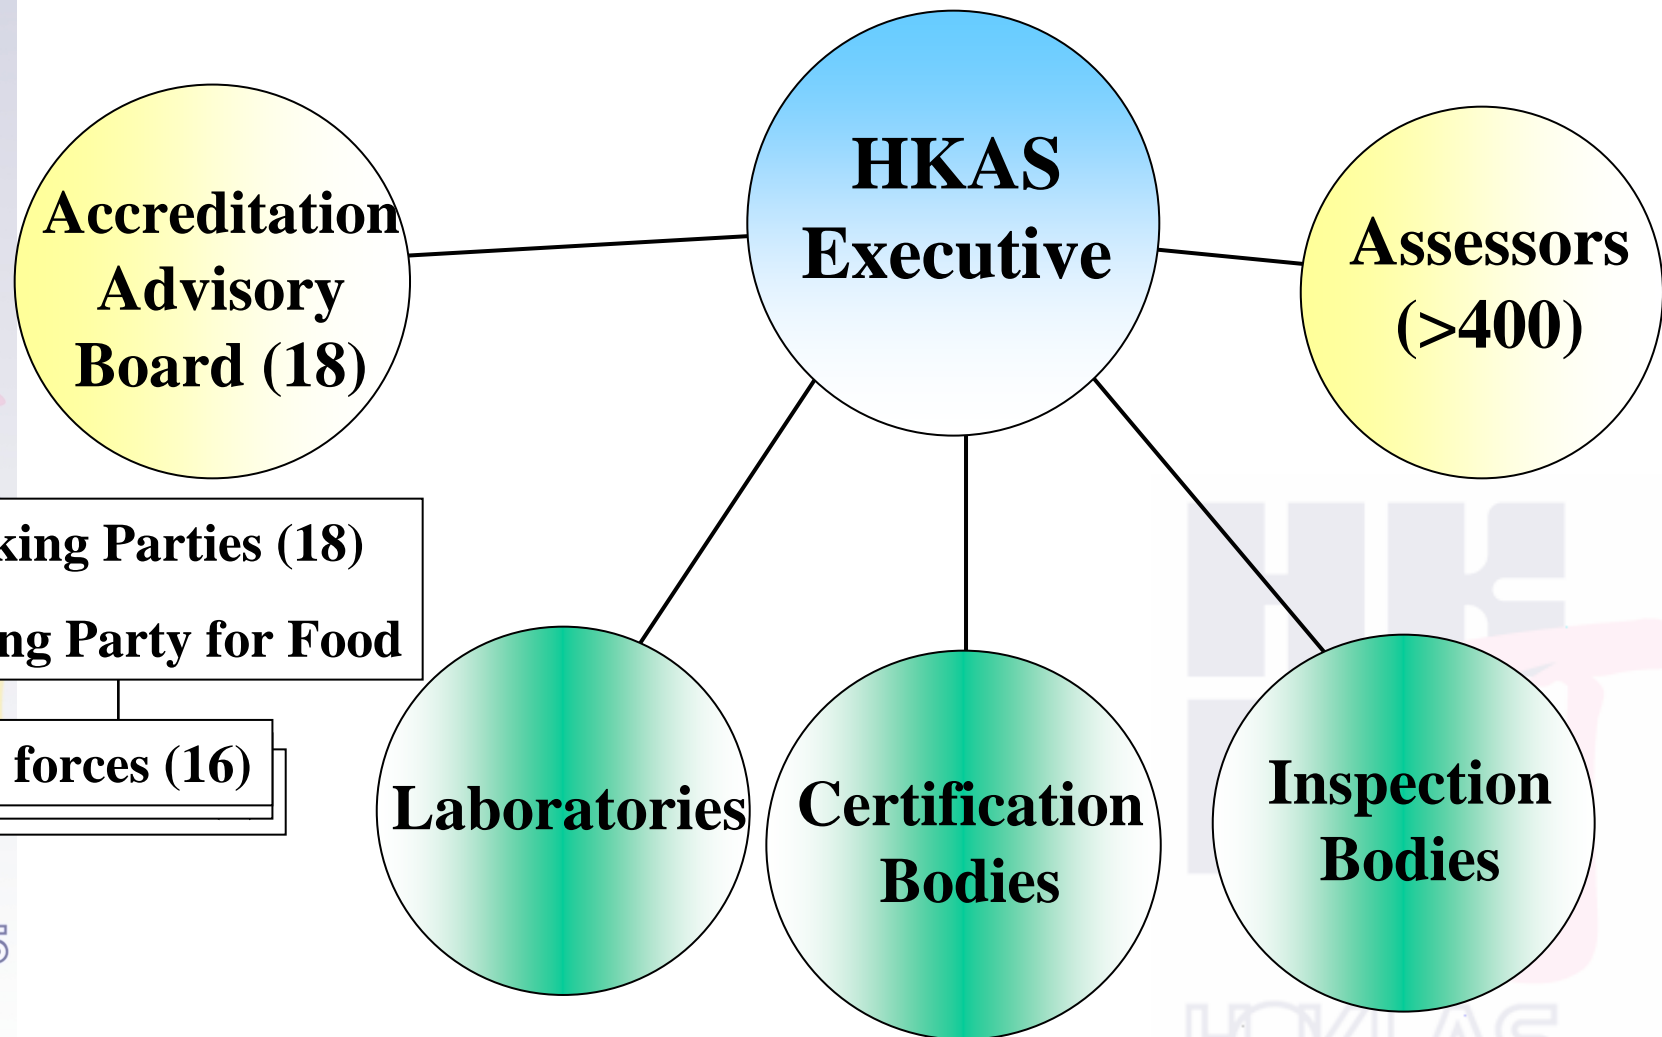 HKAS
Executive
Accreditation
Advisory
Board (18)
Assessors
(>400)
king Parties (18)
ng Party for Food
forces (16)
Laboratories
Certification
Bodies
Inspection
Bodies